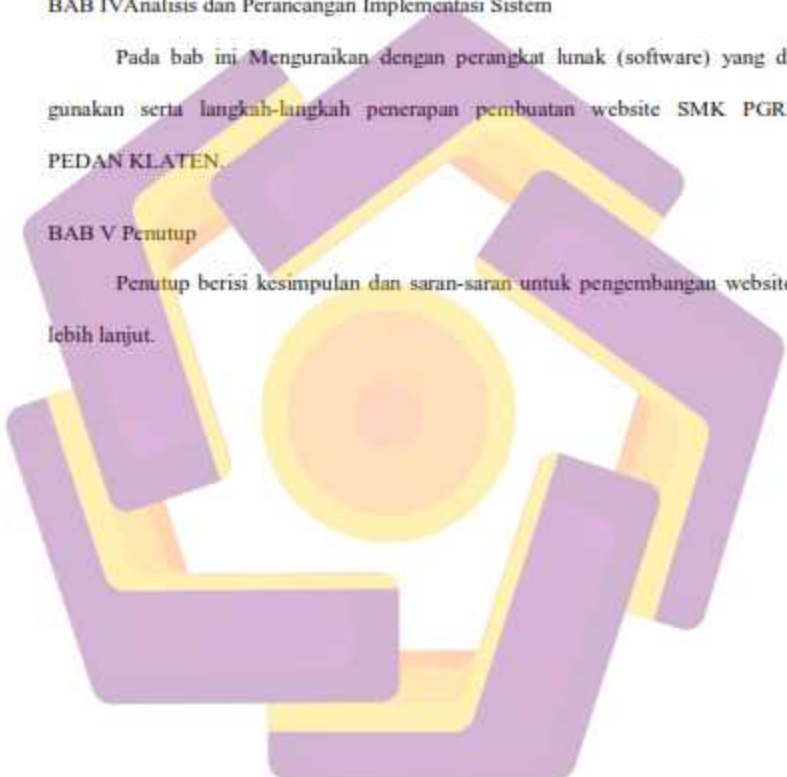 BAB IVAnalisis dan Perancangan Implementasi Sistem
Pada bab ini Menguraikan dengan perangkat lunak (software) yang d
gunakan serta langkah-langkah penerapan pembuatan website SMK PGR
PEDAN KLATEN.
BAB V Penutup
Penutup berisi kesimpulan dan saran-saran untuk pengembangan website
lebih lanjut.